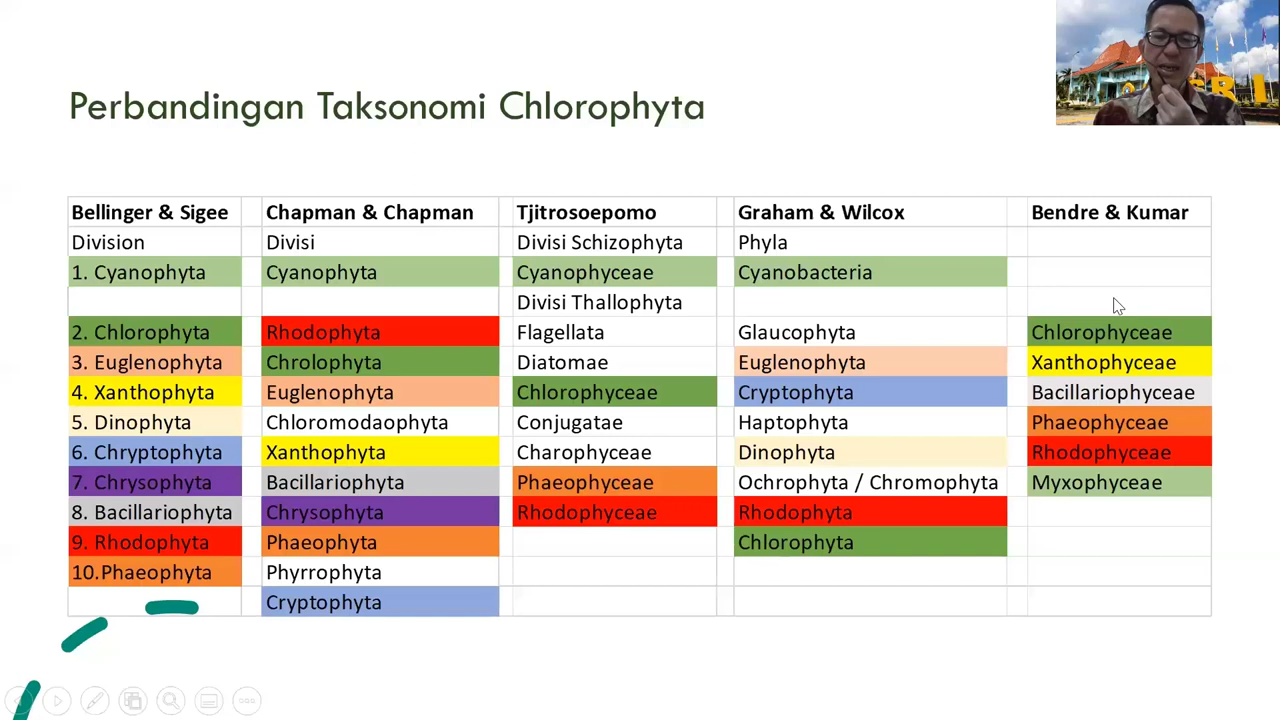 Perbandingan Taksonomi Chlorophyta
SRI
Bellinger & Sigee Chapman & Chapman Tjitrosoepomo Graham & Wilcox Bendre & Kumar
Division Divisi Divisi Schizophyta Phyla
1. Cyanophyta Cyanophyta Cyanophyceae Cyanobacteria
Divisi Thallophyta
2. Chlorophyta Rhodophyta Flagellata Glaucophyta Chlorophyceae
3. Euglenophyta Chrolophyta Diatomae Euglenophyta Xanthophyceae
4. Xanthophyta Euglenophyta Chlorophyceae Cryptophyta Bacillariophyceae
5. Dinophyta Chloromodaophyta Conjugatae Haptophyta Phaeophyceae
6. Chryptophyta Xanthophyta Charophyceae Dinophyta Rhodophyceae
7. Chrysophyta Bacillariophyta Phaeophyceae Ochrophyta / Chromophyta Myxophyceae
8. Bacillariophyta Chrysophyta Rhodophyceae Rhodophyta
9. Rhodophyta Phaeophyta Chlorophyta
10.Phaeophyta Phyrrophyta
Cryptophyta